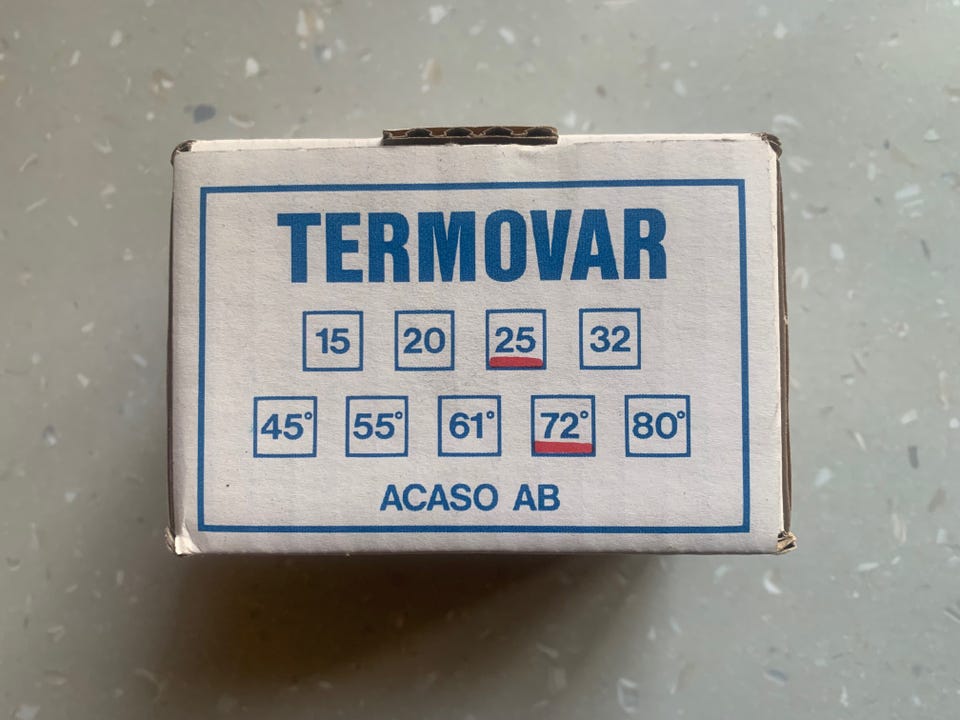 TERMOVAR
15 20 25 32
45° 55° 61° 72° 80°
ACASO AB